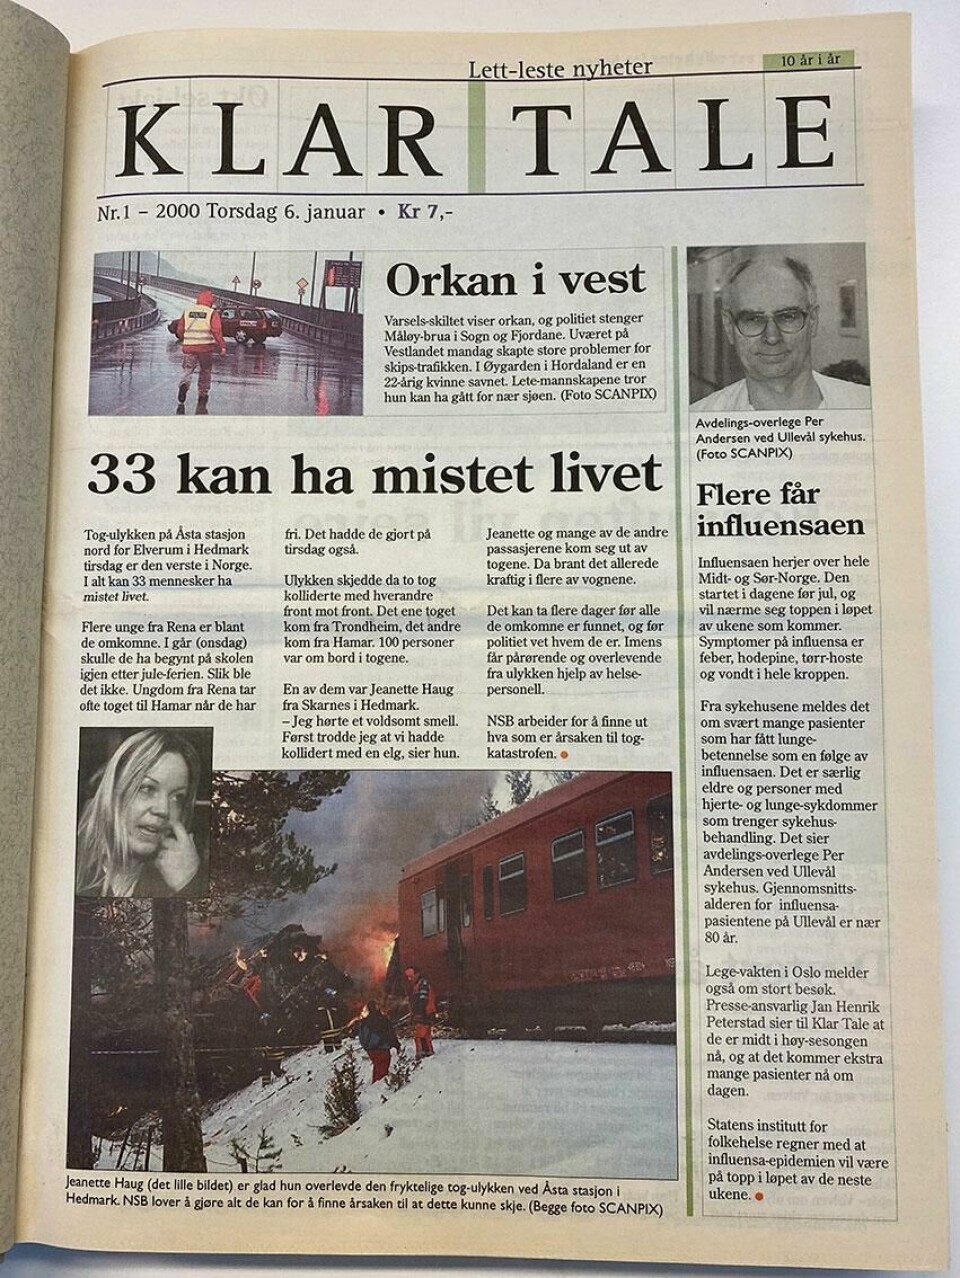 Lett-leste nyheter
10 år i år
KLAR TALE
Nr.1 – 2000 Torsdag 6. januar • Kr 7,-
Orkan i vest
Varsels-skiltet viser orkan, og politiet stenger
Måløy-brua i Sogn og Fjordane. Uværet på
Vestlandet mandag skapte store problemer for
skips-trafikken. I Øygarden i Hordaland er en
22-årig kvinne savnet. Lete-mannskapene tror
hun kan ha gått for nær sjøen. (Foto SCANPIX)
33 kan ha mistet livet
Tog-ulykken på Åsta stasjon
nord for Elverum i Hedmark
tirsdag er den verste i Norge.
I alt kan 33 mennesker ha
mistet livet.
Flere unge fra Rena er blant
de omkomne. I går (onsdag)
skulle de ha begynt på skolen
igjen etter jule-ferien. Slik ble
det ikke. Ungdom fra Rena tar
ofte toget til Hamar når de har
fri. Det hadde de gjort på
tirsdag også.
Ulykken skjedde da to tog
kolliderte med hverandre
front mot front. Det ene toget
kom fra Trondheim, det andre
kom fra Hamar. 100 personer
var om bord i togene.
En av dem var Jeanette Haug
fra Skarnes i Hedmark.
– Jeg hørte et voldsomt smell.
Først trodde jeg at vi hadde
kollidert med en elg, sier hun.
Jeanette og mange av de andre
passasjerene kom seg ut av
togene. Da brant det allerede
kraftig i flere av vognene.
Det kan ta flere dager før alle
de omkomne er funnet, og før
politiet vet hvem de er. Imens
får pårørende og overlevende
fra ulykken hjelp av helse-
personell.
NSB arbeider for å finne ut
hva som er årsaken til tog-
katastrofen.
Jeanette Haug (det lille bildet) er glad hun overlevde den fryktelige tog-ulykken ved Åsta stasjon i
Hedmark. NSB lover å gjøre alt de kan for å finne årsaken til at dette kunne skje. (Begge foto SCANPIX)
Avdelings-overlege Per
Andersen ved Ullevål sykehus.
(Foto SCANPIX)
Flere får
influensaen
Influensaen herjer over hele
Midt- og Sør-Norge. Den
startet i dagene før jul, og
vil nærme seg toppen i løpet
av ukene som kommer.
Symptomer på influensa er
feber, hodepine, tørr-hoste
og vondt i hele kroppen.
Fra sykehusene meldes det
om svært mange pasienter
som har fått lunge-
betennelse som en følge av
influensaen. Det er særlig
eldre og personer med
hjerte- og lunge-sykdommer
som trenger sykehus-
behandling. Det sier
avdelings-overlege Per
Andersen ved Ullevål
sykehus. Gjennomsnitts-
alderen for influensa-
pasientene på Ullevål er nær
80 år.
Lege-vakten i Oslo melder
også om stort besøk.
Presse-ansvarlig Jan Henrik
Peterstad sier til Klar Tale at
de er midt i høy-sesongen
nå, og at det kommer ekstra
mange pasienter nå om
dagen.
Statens institutt for
folkehelse regner med at
influensa-epidemien vil være
på topp i løpet av de neste
ukene.